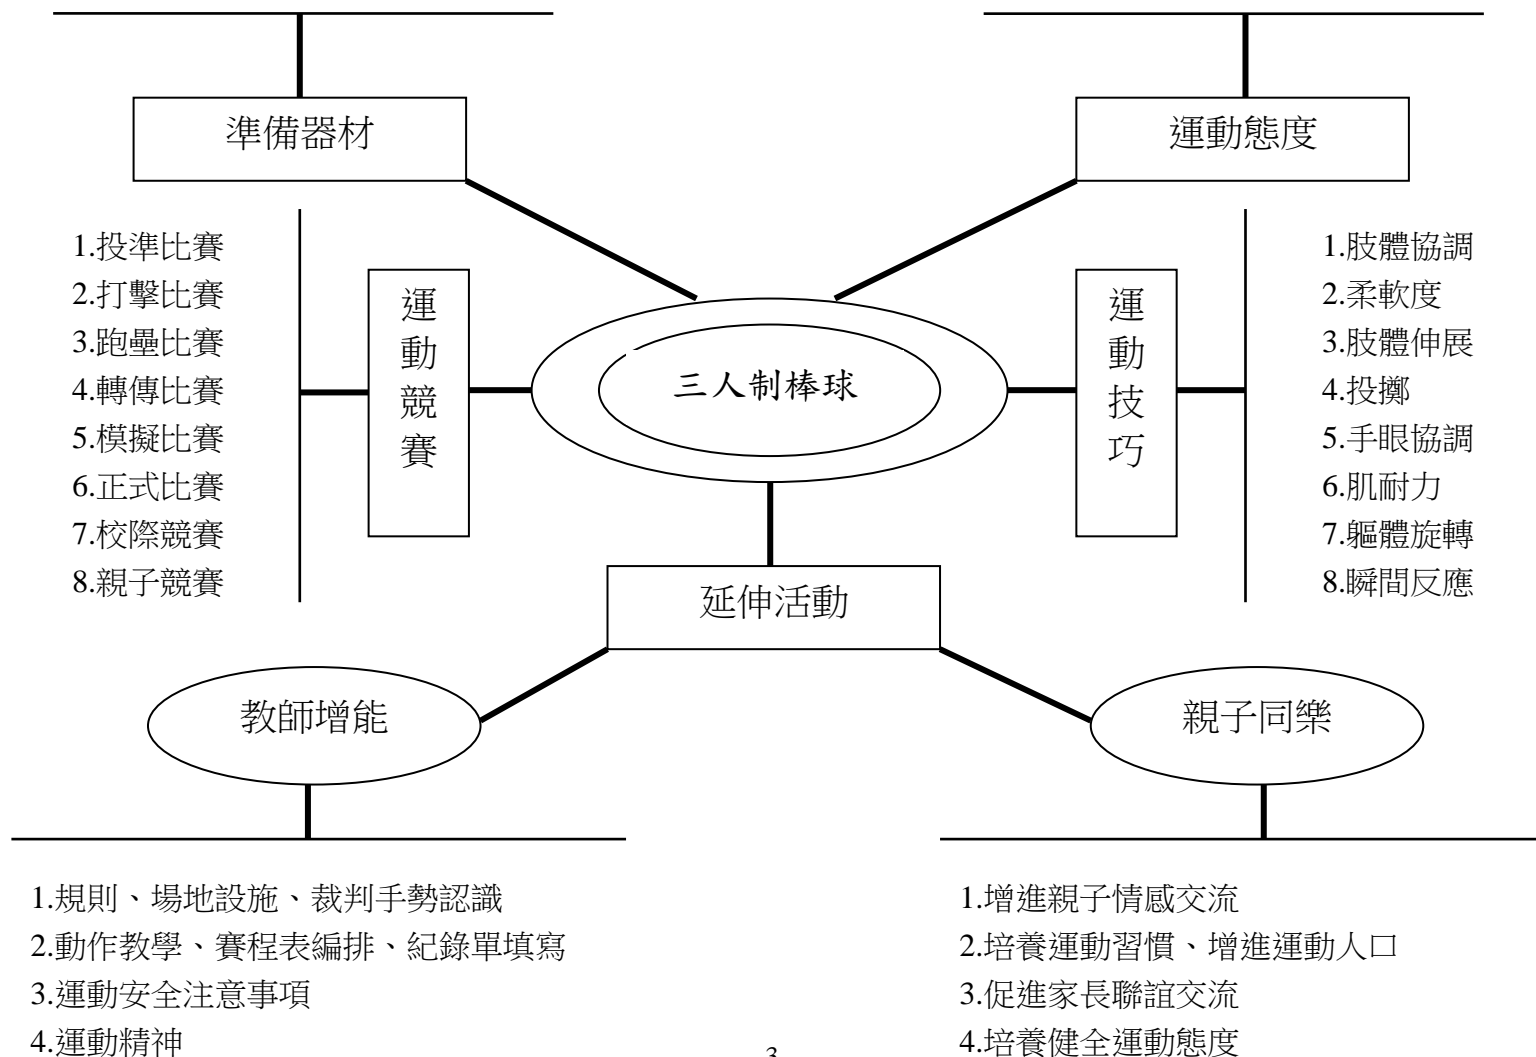 準備器材
運動態度
1.投準比賽
2.打擊比賽
3.跑壘比賽
4.轉傳比賽
5.模擬比賽
6.正式比賽
7.校際競賽
8.親子競賽
運動競賽
三人制棒球
運動技巧
1.肢體協調
2.柔軟度
3.肢體伸展
4.投擲
5.手眼協調
6.肌耐力
7.軀體旋轉
8.瞬間反應
延伸活動
教師增能
親子同樂
1.規則、場地設施、裁判手勢認識
2.動作教學、賽程表編排、紀錄單填寫
3.運動安全注意事項
4.運動精神
1.增進親子情感交流
2.培養運動習慣、增進運動人口
3.促進家長聯誼交流
4.培養健全運動態度
3